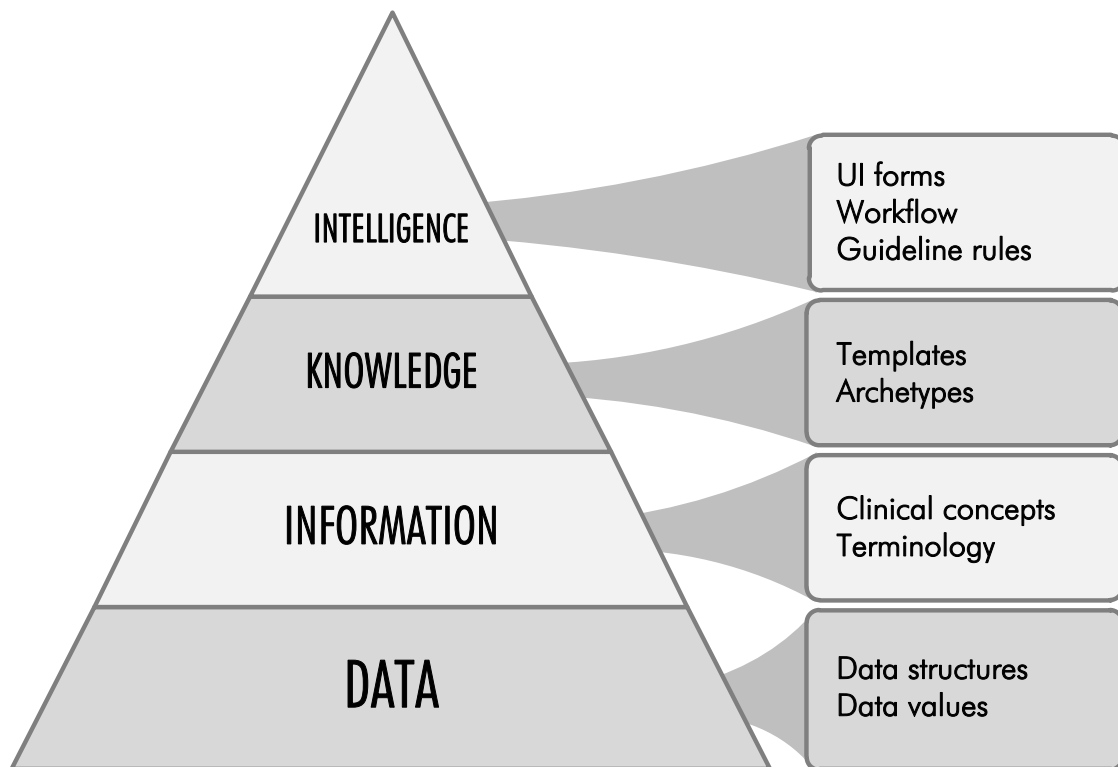 INTELLIGENCE
UI forms
Workflow
Guideline rules
KNOWLEDGE
Templates
Archetypes
INFORMATION
Clinical concepts
Terminology
DATA
Data structures
Data values